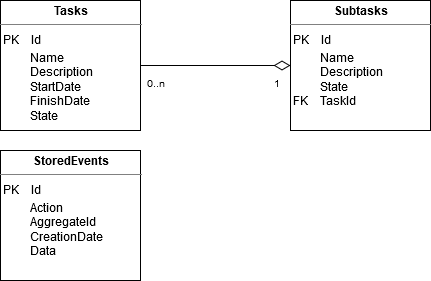 Tasks
PK Id
Name
Description
StartDate
FinishDate
State
0..n
1
Subtasks
PK Id
Name
Description
State
FK TaskId
StoredEvents
PK Id
Action
AggregateId
CreationDate
Data